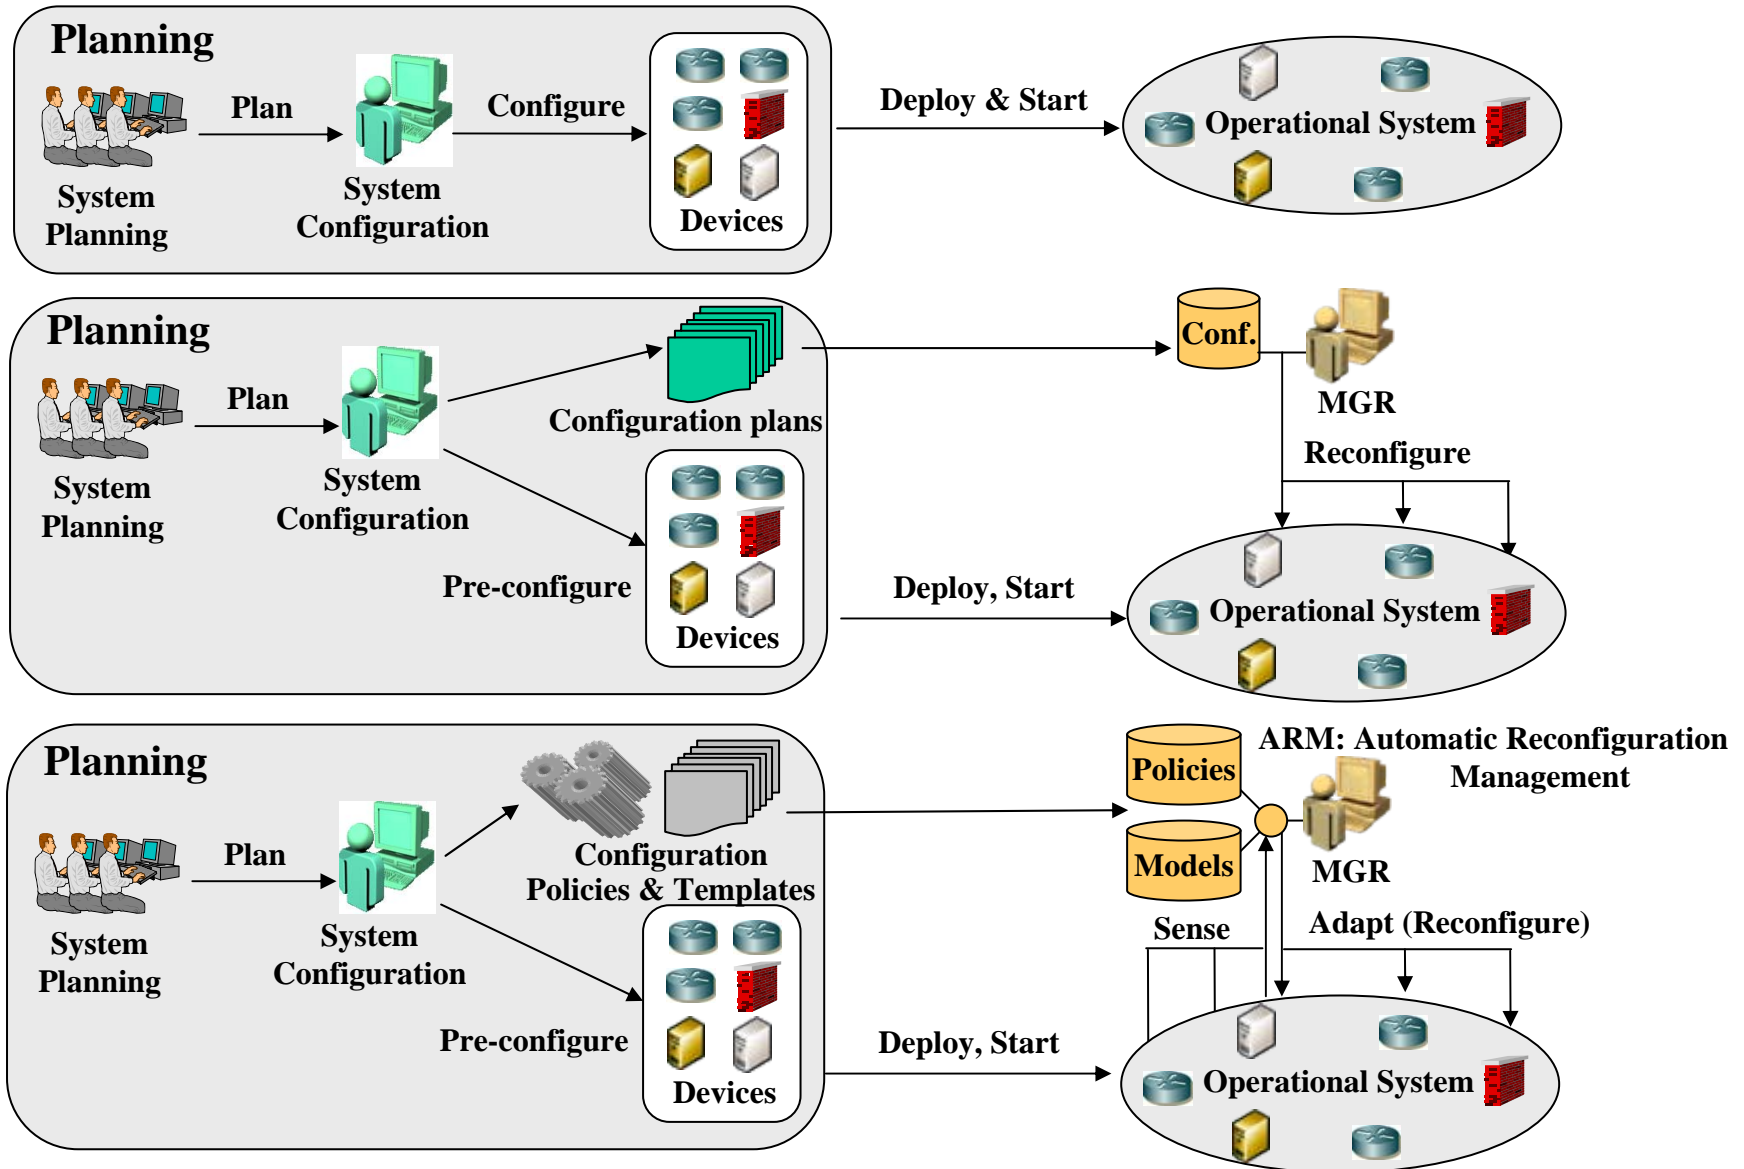 Planning
Plan
Configure
Deploy & Start
Operational System
System
Planning
System
Configuration
Devices
Planning
Plan
Configuration plans
Conf.
MGR
Reconfigure
System
Planning
System
Configuration
Pre-configure
Devices
Deploy, Start
Operational System
Planning
Plan
Configuration
Policies & Templates
Policies
Models
ARM: Automatic Reconfiguration
Management
MGR
Sense
Adapt (Reconfigure)
System
Planning
System
Configuration
Pre-configure
Devices
Deploy, Start
Operational System